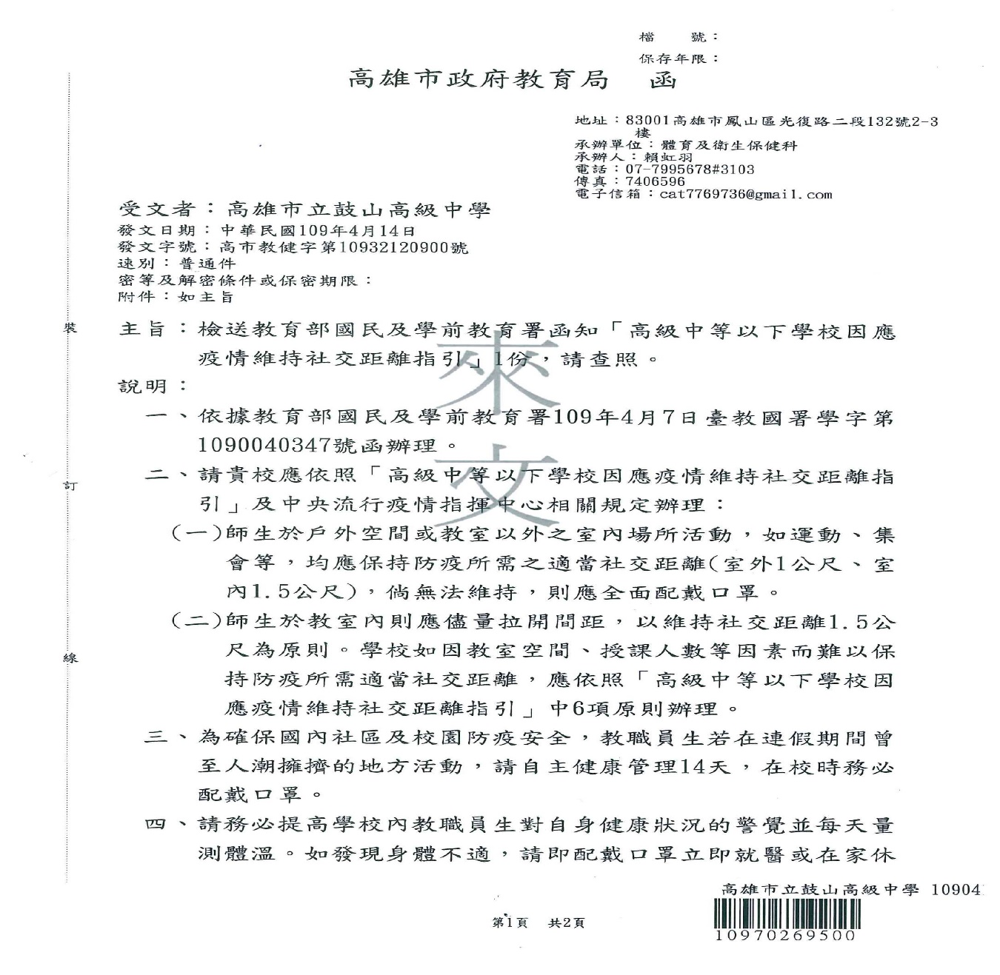 檔　　號：
保存年限：
高雄市政府教育局　函
地址：83001高雄市鳳山區光復路二段132號2-3
樓
承辦單位：體育及衛生保健科
承辦人：賴虹羽
電話：07-7995678#3103
傳真：7406596
電子信箱：cat7769736@gmail.com
受文者：高雄市立鼓山高級中學
發文日期：中華民國109年4月14日
發文字號：高市教健字第10932120900號
速別：普通件
密等及解密條件或保密期限：
附件：如主旨
主旨：檢送教育部國民及學前教育署函知「高級中等以下學校因應
疫情維持社交距離指引」1份，請查照。
說明：
一、依據教育部國民及學前教育署109年4月7日臺教國署學字第
1090040347號函辦理。
二、請貴校應依照「高級中等以下學校因應疫情維持社交距離指
引」及中央流行疫情指揮中心相關規定辦理：
(一)師生於戶外空間或教室以外之室內場所活動，如運動、集
會等，均應保持防疫所需之適當社交距離(室外1公尺、室
內1.5公尺)，倘無法維持，則應全面配戴口罩。
(二)師生於教室內則應儘量拉開間距，以維持社交距離1.5公
尺為原則。學校如因教室空間、授課人數等因素而難以保
持防疫所需適當社交距離，應依照「高級中等以下學校因
應疫情維持社交距離指引」中6項原則辦理。
三、為確保國內社區及校園防疫安全，教職員生若在連假期間曾
至人潮擁擠的地方活動，請自主健康管理14天，在校時務必
配戴口罩。
四、請務必提高學校內教職員生對自身健康狀況的警覺並每天量
測體溫。如發現身體不適，請即配戴口罩立即就醫或在家休
來文
裝
訂
線
高雄市立鼓山高級中學 10904
第1頁　共2頁
10970269500